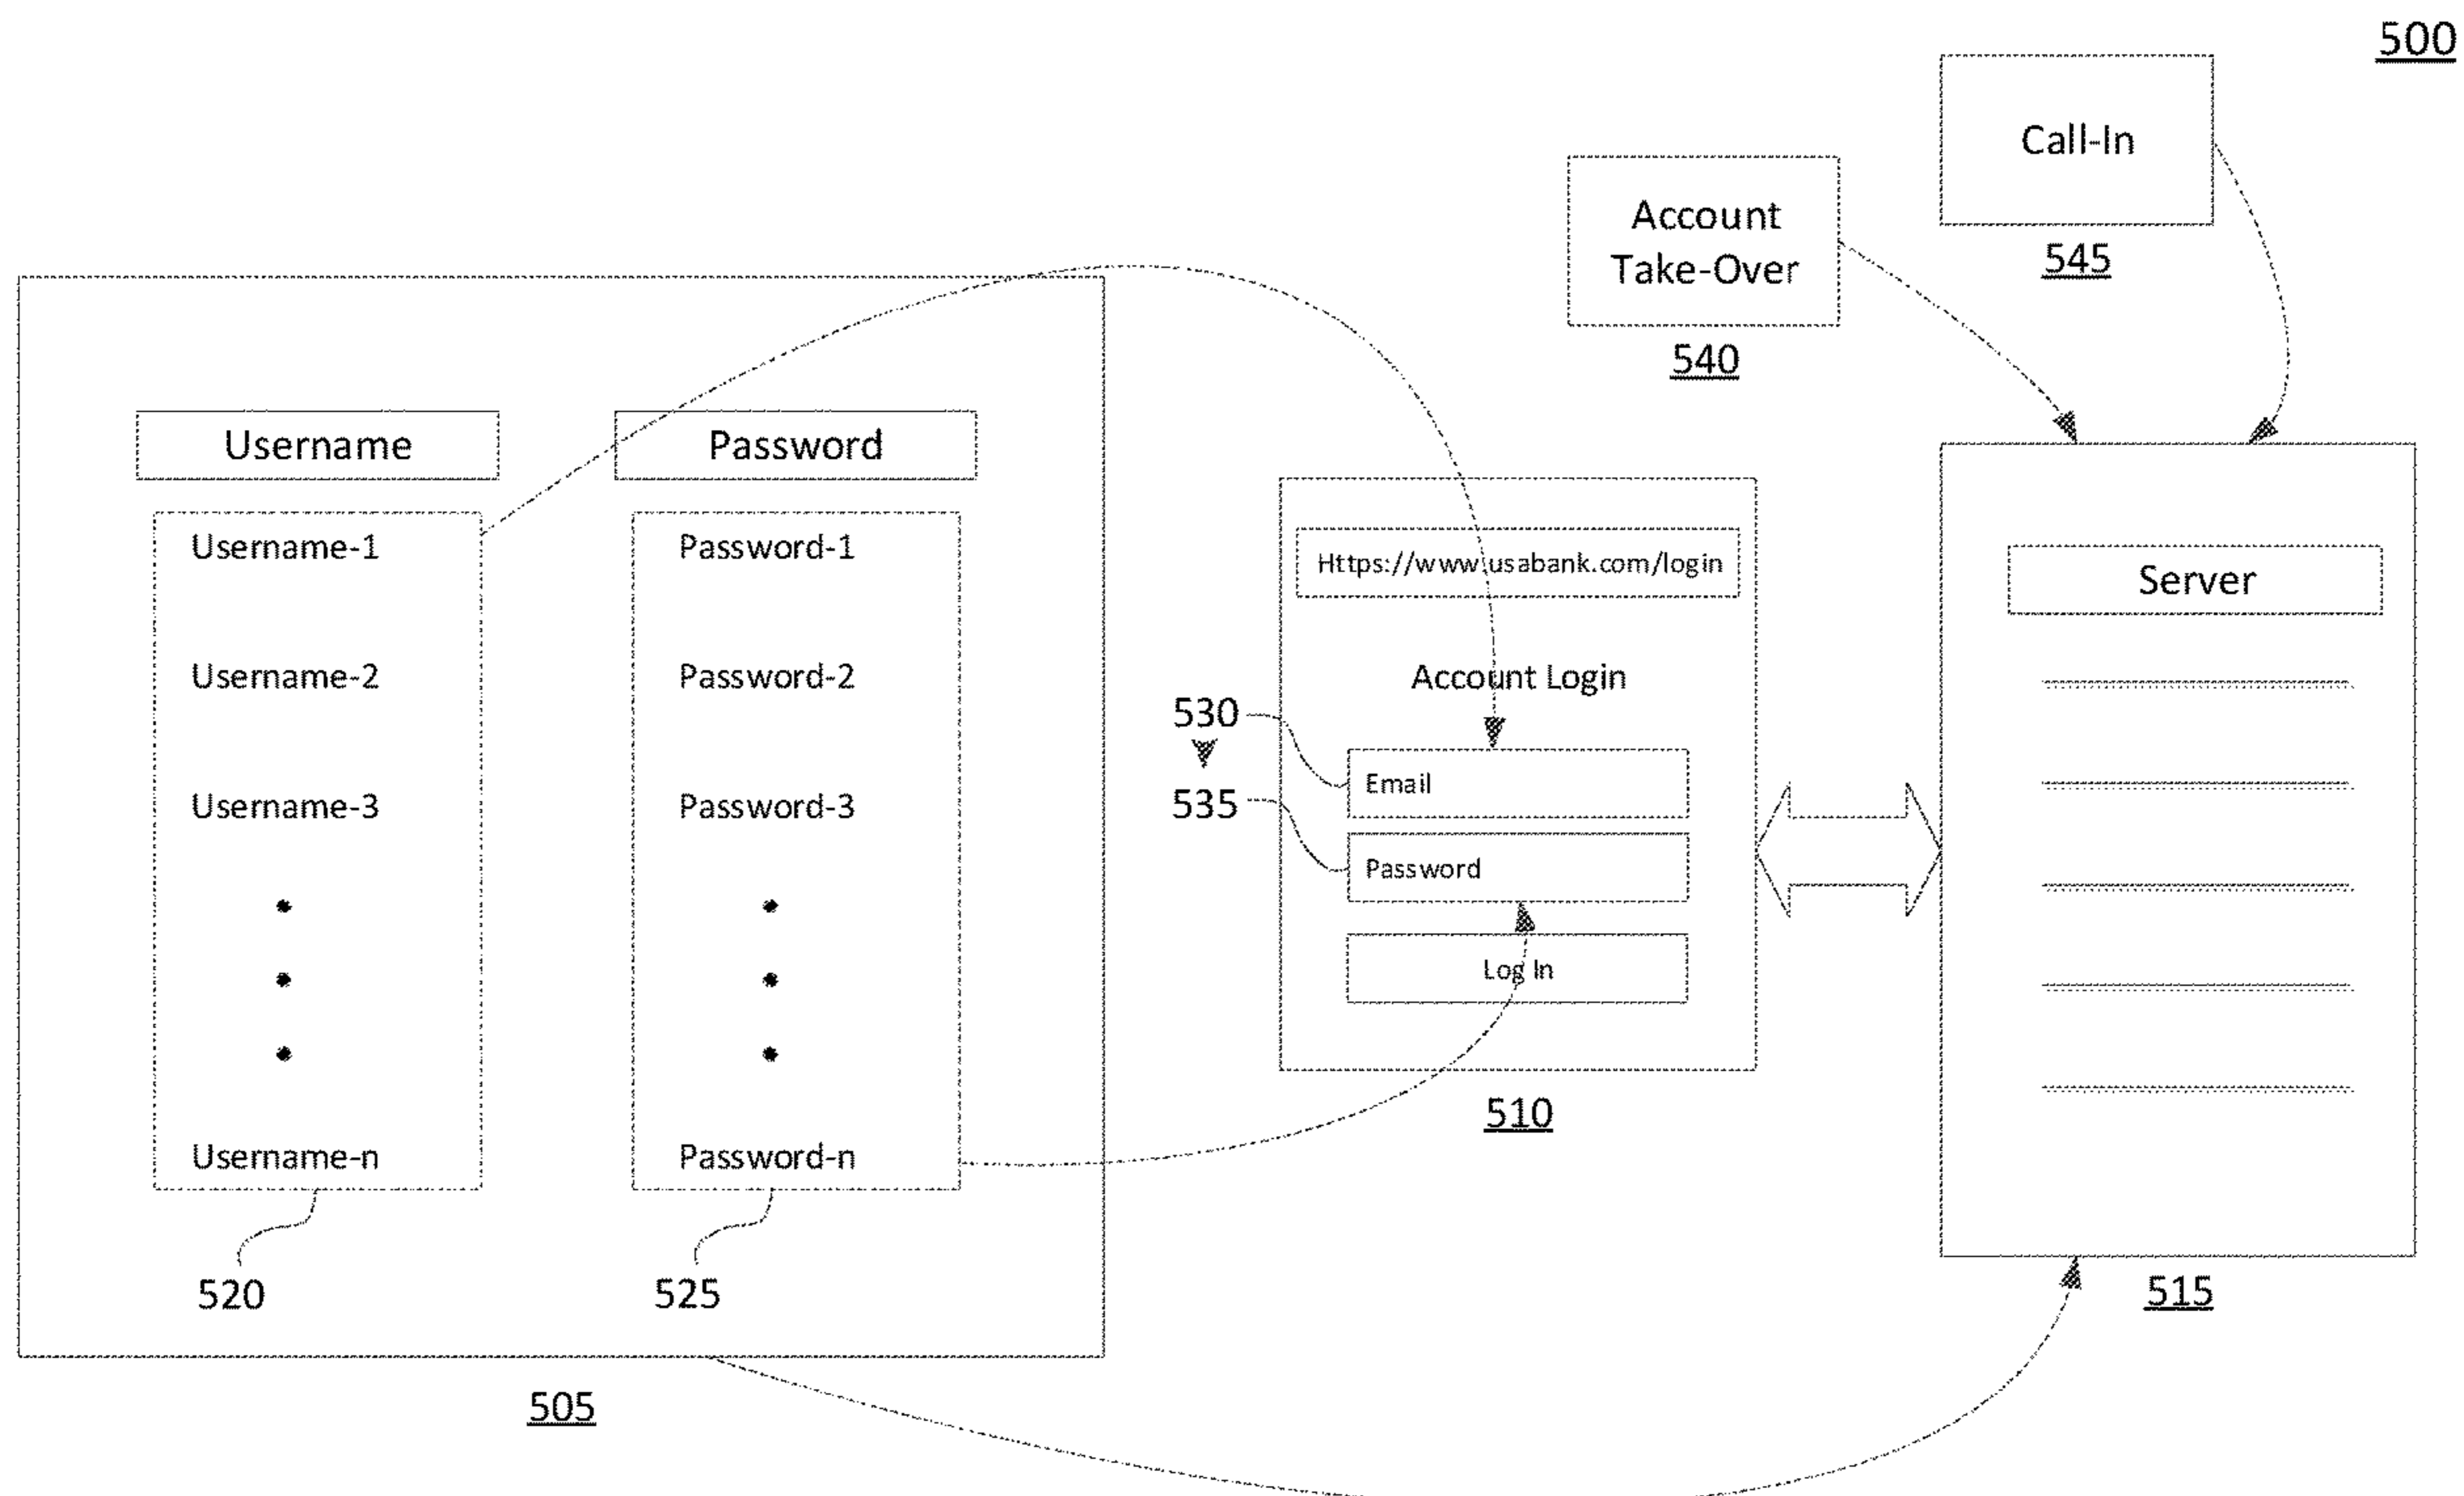 500
Call-In
545
Account
Take-Over
540
Username
Password
Username-1
Password-1
Username-2
Password-2
Username-3
Password-3
Username-n
Password-n
520
525
505
Https://www.usabank.com/login
Account Login
530
Email
535
Password
Log In
510
Server
515